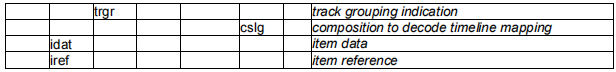 trgr track grouping indication
cslg composition to decode timeline mapping
idat item data
iref item reference